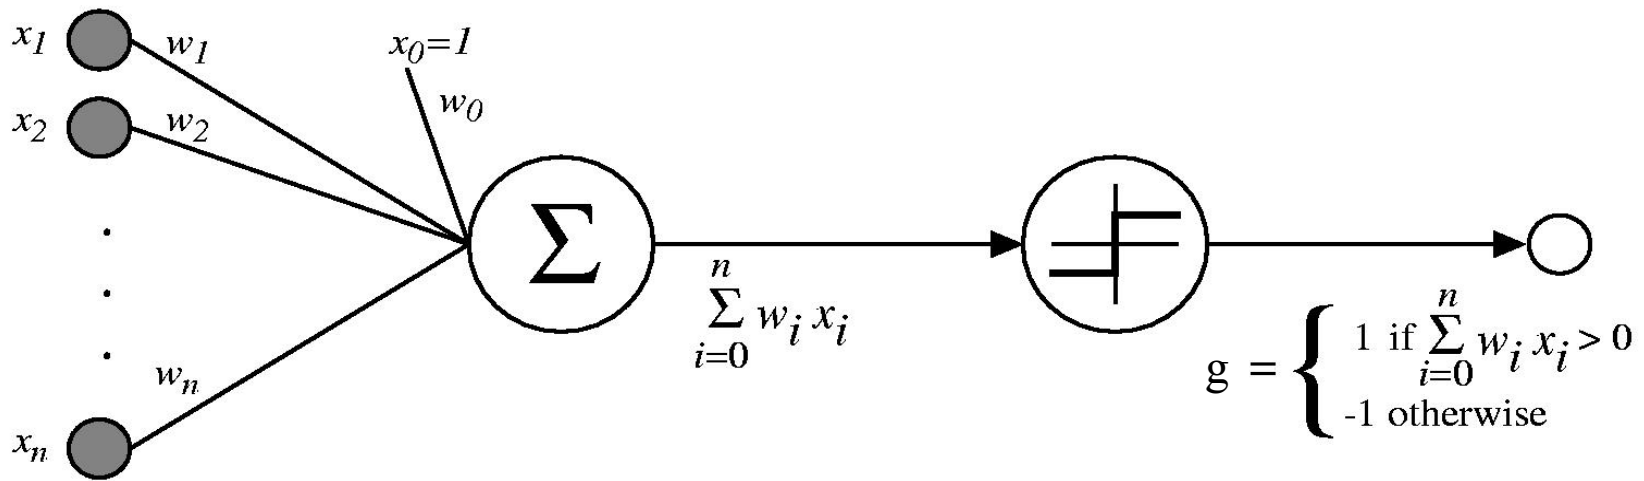 x1 w1 x0=1
w0
x2 w2
Σ
n
Σ wi xi
i=0
wn
xn
n
g = { 1 if Σ wi xi > 0
i=0
-1 otherwise